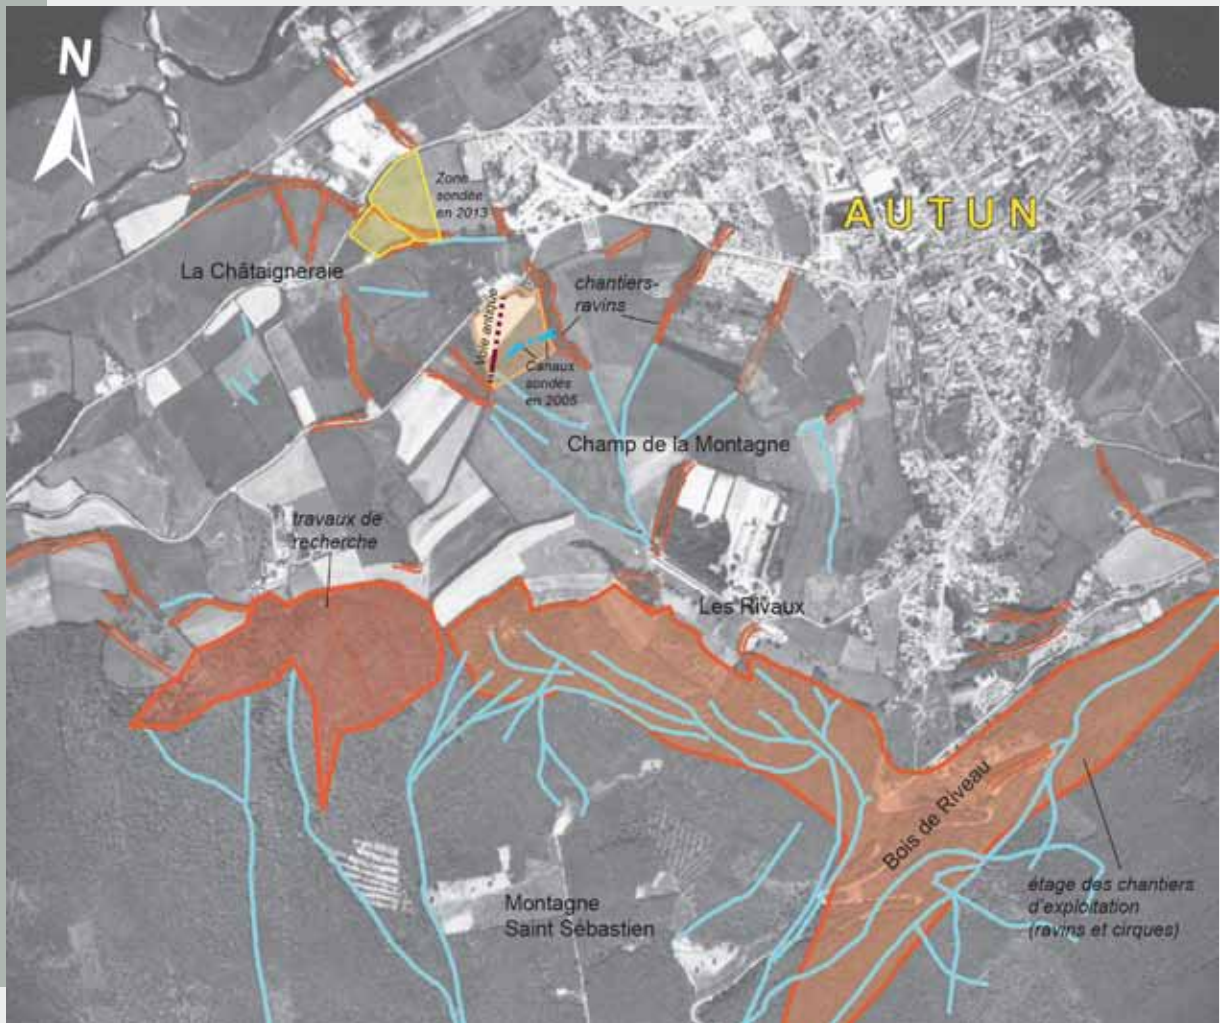 N
AUTUN
Zone
sondée
en 2013
La Châtaigneraie
chantiers-
ravins
Voie antique
Canaux
sondés
en 2005
Champ de la Montagne
travaux de
recherche
Les Rivaux
Bois de Riveau
étage des chantiers
d'exploitation
(ravins et cirques)
Montagne
Saint Sébastien